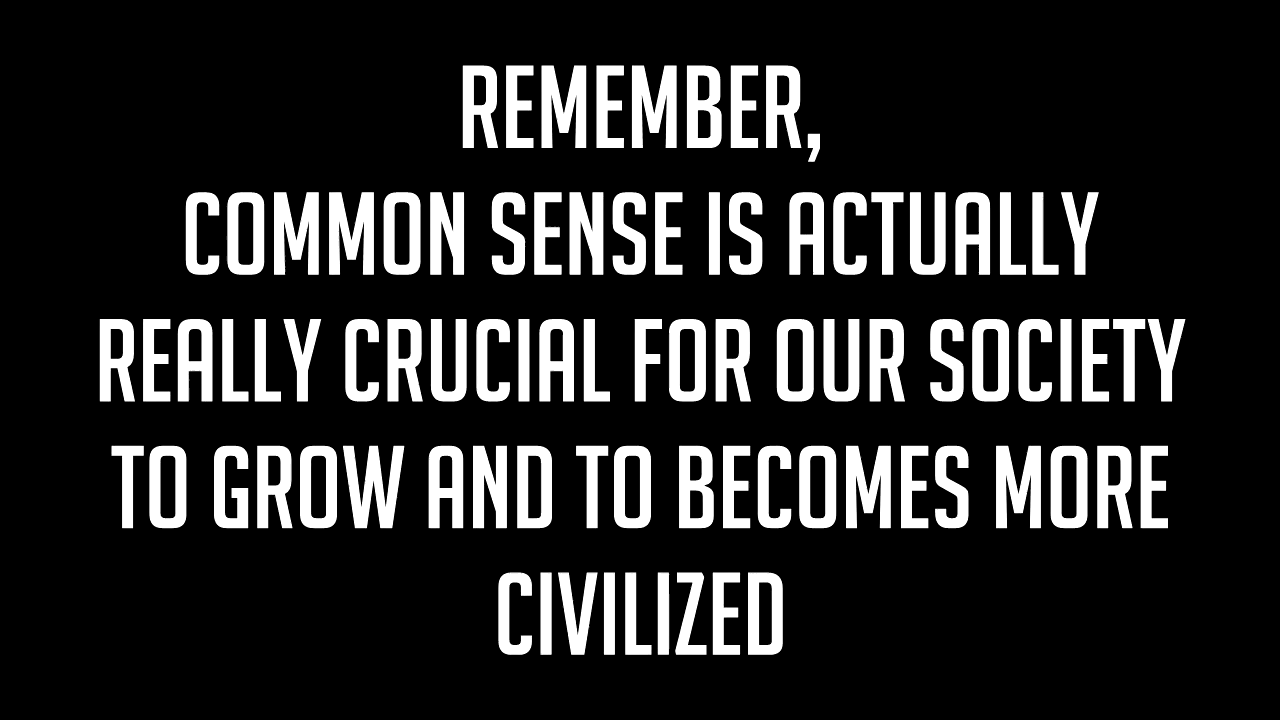 REMEMBER,
COMMON SENSE IS ACTUALLY
REALLY CRUCIAL FOR OUR SOCIETY
TO GROW AND TO BECOMES MORE
CIVILIZED